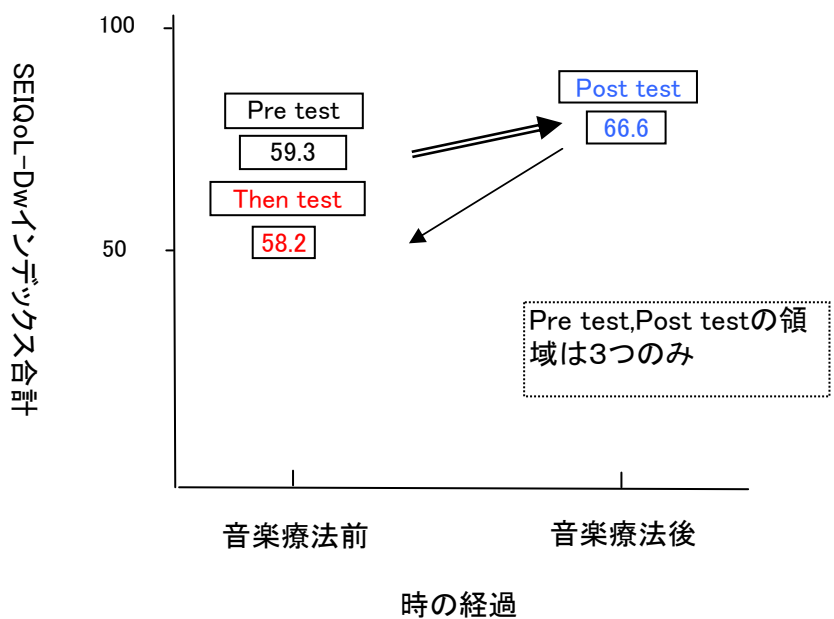 100
SEIQoL-Dwインデックス合計
Pre test
59.3
Then test
58.2
50
Post test
66.6
Pre test,Post testの領
域は3つのみ
音楽療法前
音楽療法後
時の経過